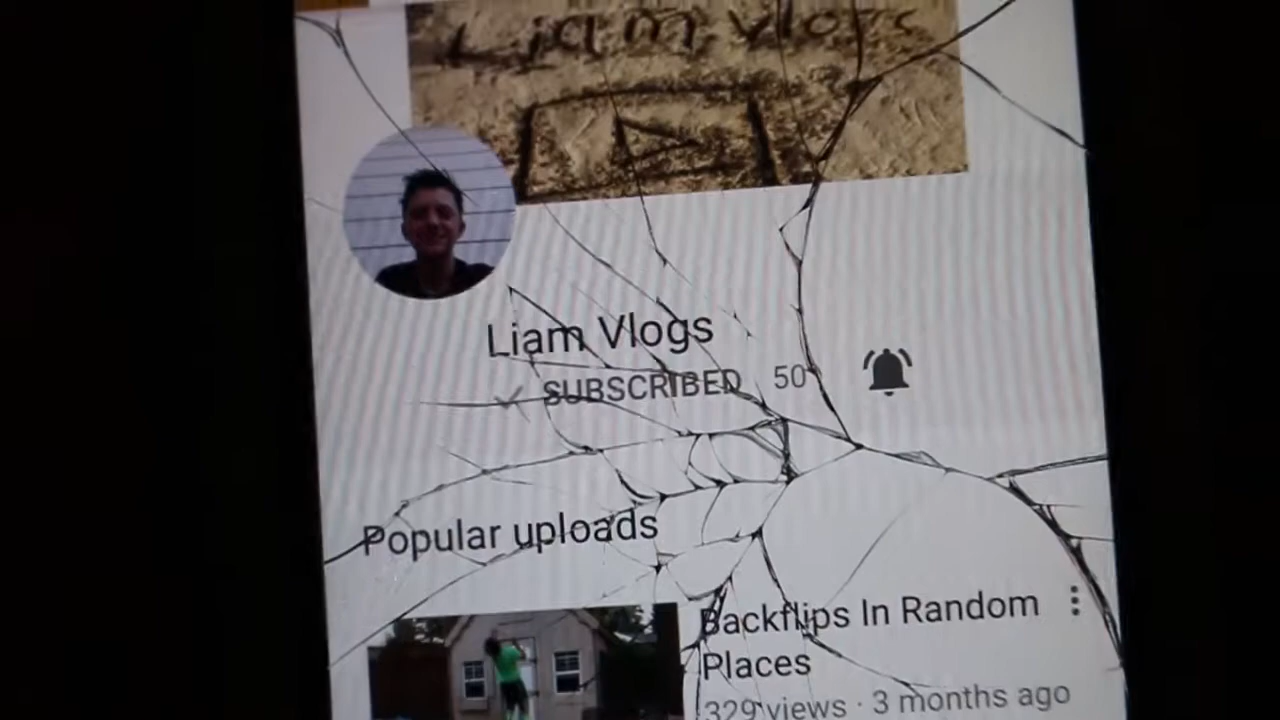 Liam Vlogs
Liam Vlogs
SUBSCRIBED 50
Popular uploads
Backflips In Random
Places
329 views · 3 months ago